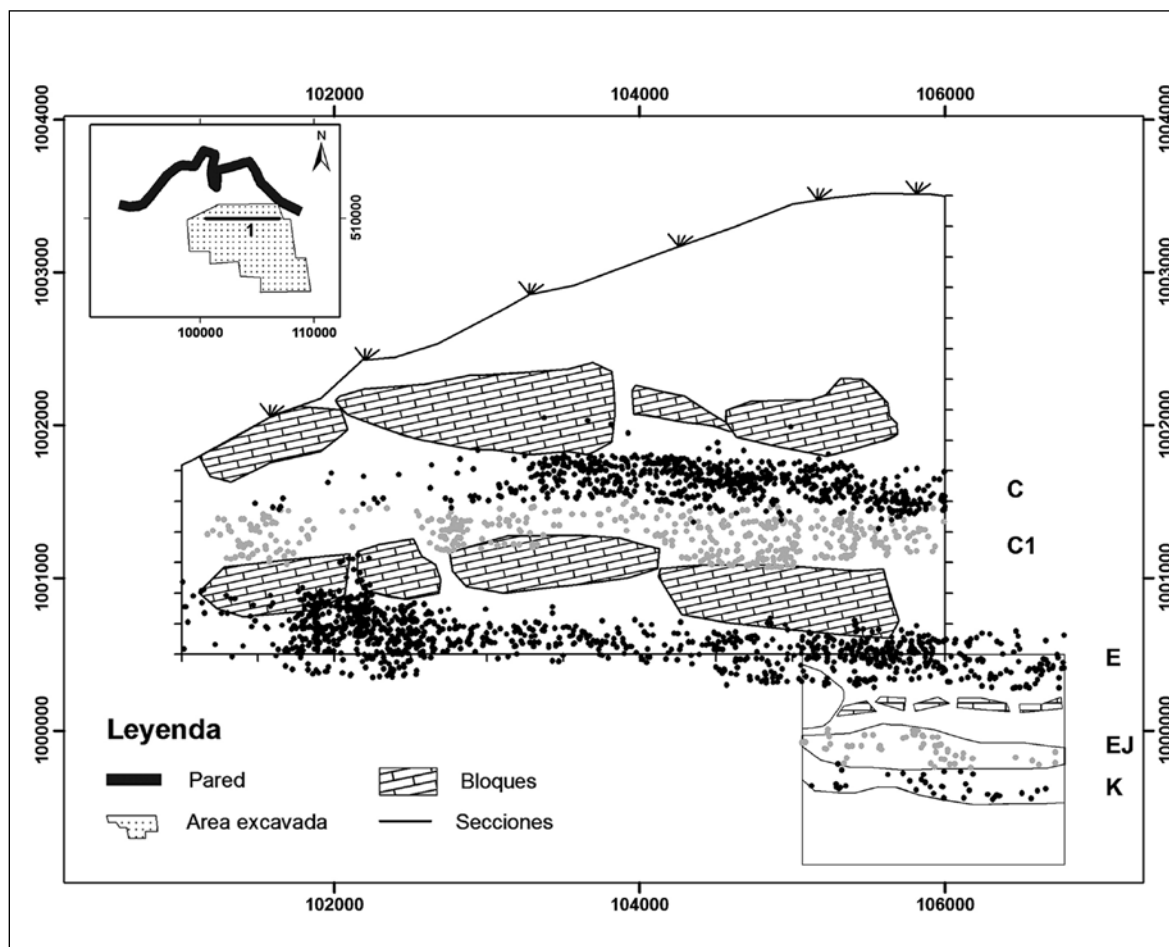 102000 104000 106000
1004000 1004000
N
1
510000
100000 110000
1003000 1003000
1002000 1002000
C
C1
1001000 1001000
E
Leyenda
1000000 1000000
EJ
Pared Bloques
K
Area excavada Secciones
102000 104000 106000